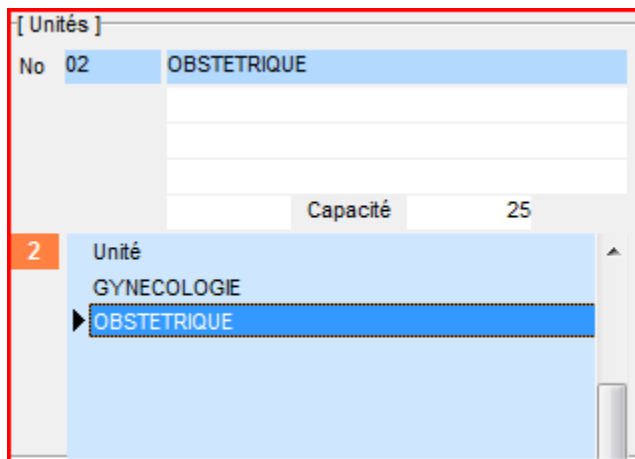 [ Unités ]
No 02 OBSTETRIQUE
Capacité 25
2 Unité
GYNECOLOGIE
OBSTETRIQUE